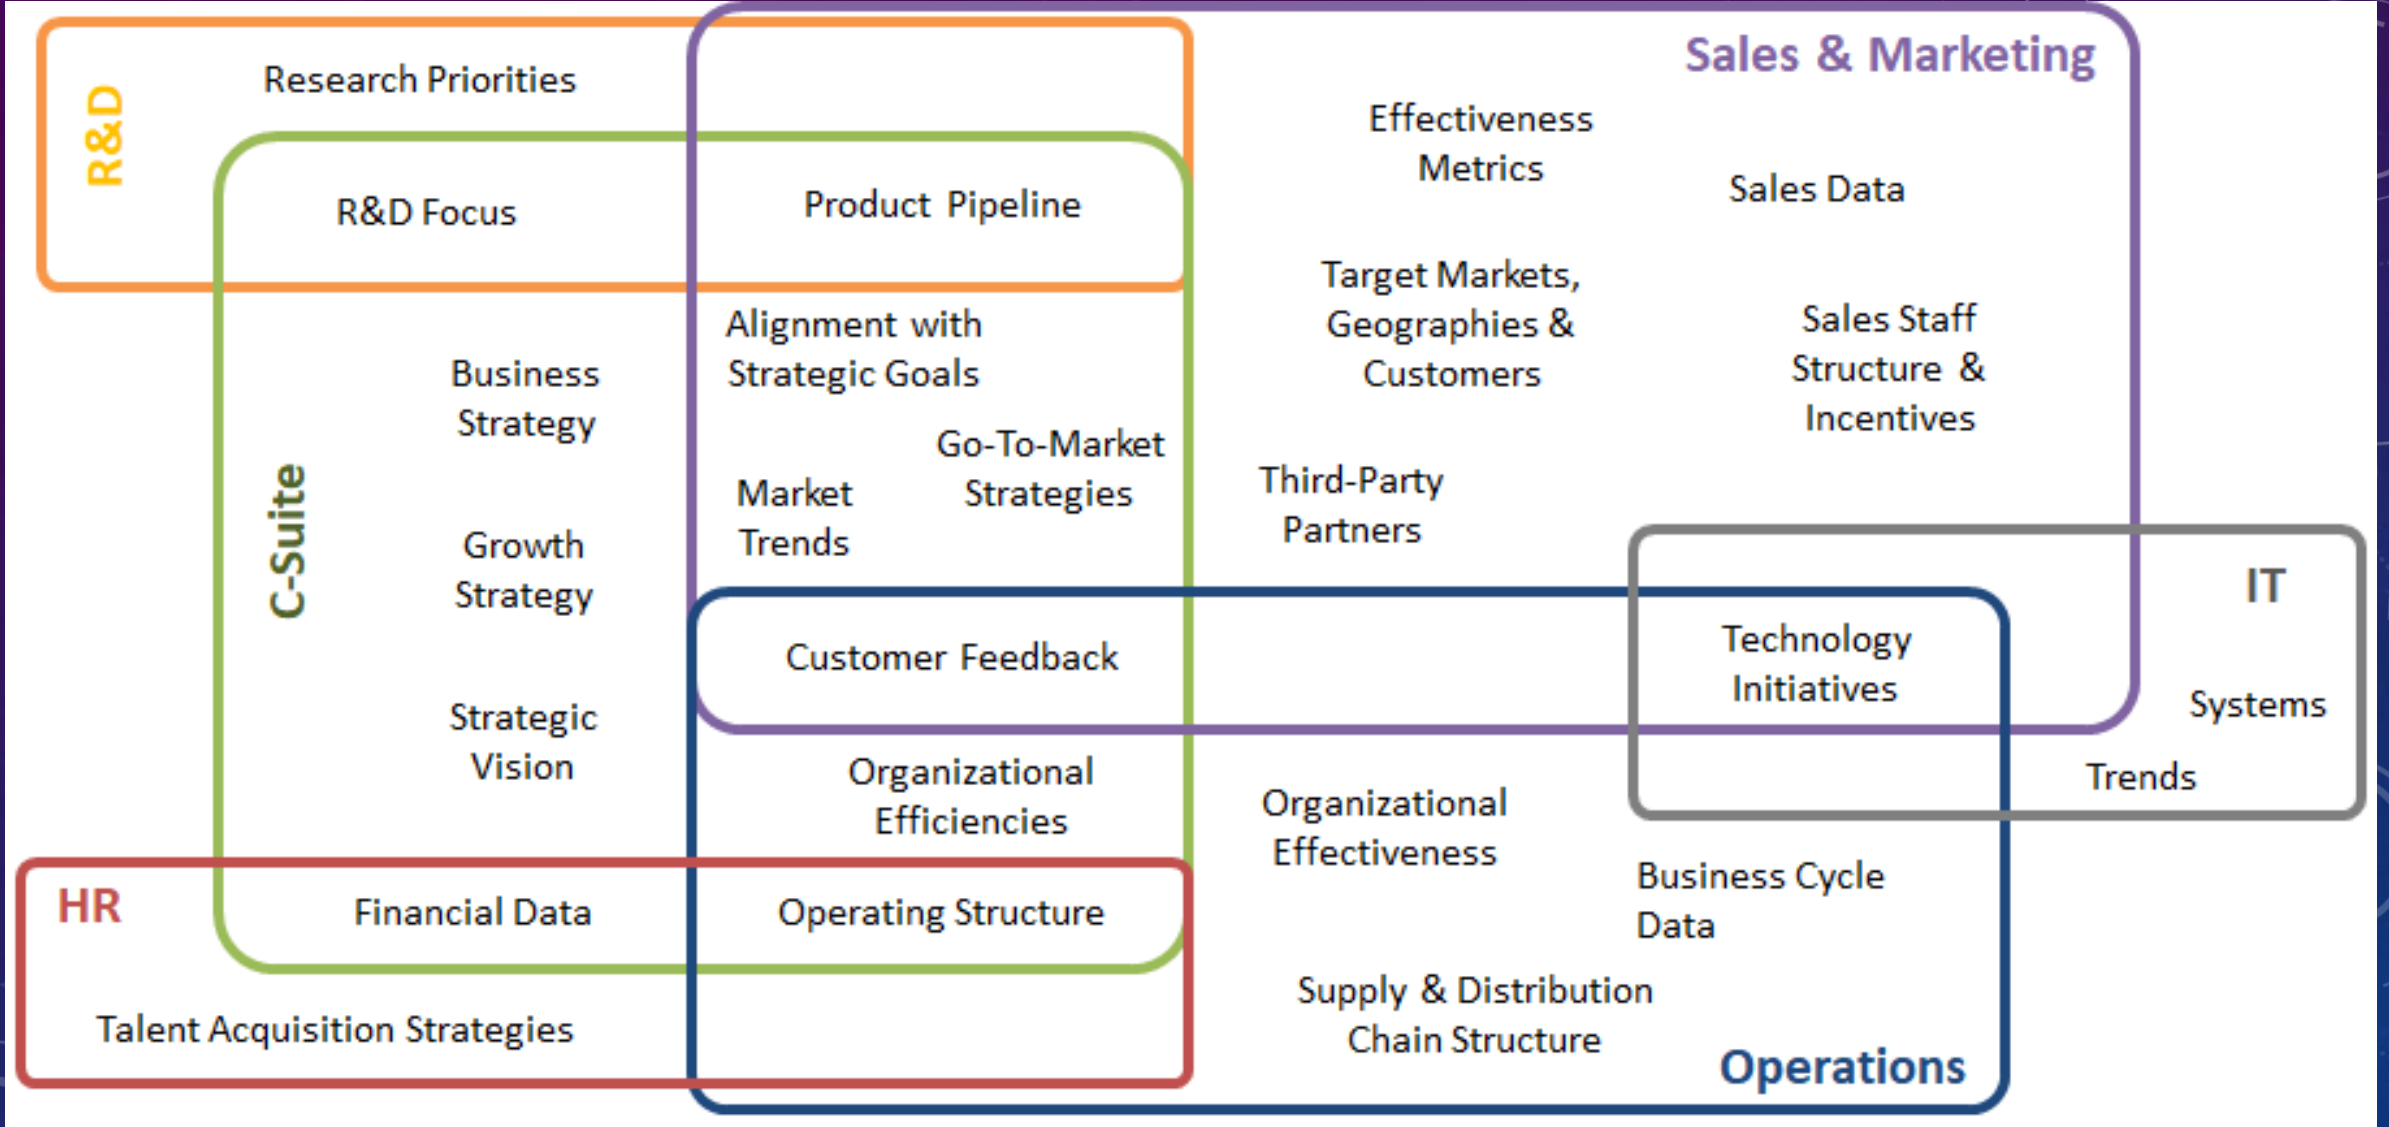 R&D
Research Priorities
R&D Focus
Product Pipeline
Sales & Marketing
Effectiveness
Metrics
Sales Data
Target Markets,
Geographies &
Customers
Sales Staff
Structure &
Incentives
Third-Party
Partners
C-Suite
Business
Strategy
Growth
Strategy
Strategic
Vision
Alignment with
Strategic Goals
Go-To-Market
Strategies
Market
Trends
Customer Feedback
Technology
Initiatives
IT
Systems
Trends
Organizational
Efficiencies
Organizational
Effectiveness
Business Cycle
Data
HR
Financial Data
Operating Structure
Talent Acquisition Strategies
Supply & Distribution
Chain Structure
Operations